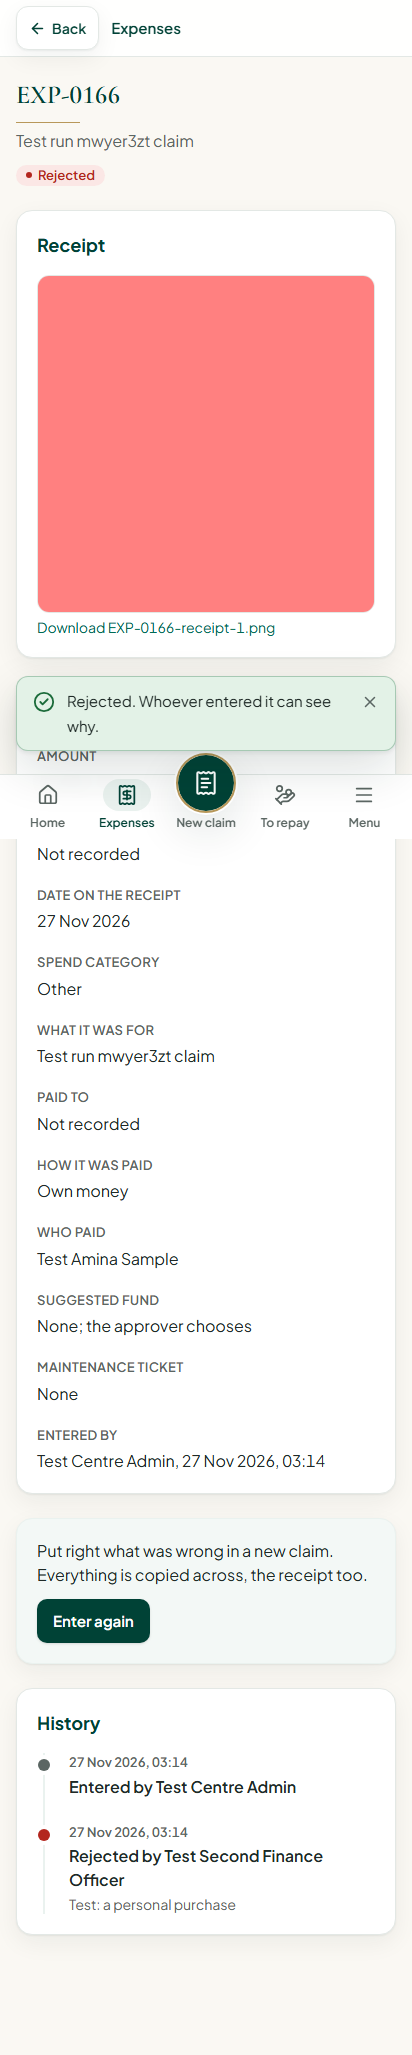 Back
Expenses
EXP-0166
Test run mwyer3zt claim
Rejected
Receipt
Download EXP-0166-receipt-1.png
Rejected. Whoever entered it can see
why.
AMOUNT
Home
Expenses
New claim
To repay
Menu
Not recorded
DATE ON THE RECEIPT
27 Nov 2026
SPEND CATEGORY
Other
WHAT IT WAS FOR
Test run mwyer3zt claim
PAID TO
Not recorded
HOW IT WAS PAID
Own money
WHO PAID
Test Amina Sample
SUGGESTED FUND
None; the approver chooses
MAINTENANCE TICKET
None
ENTERED BY
Test Centre Admin, 27 Nov 2026, 03:14
Put right what was wrong in a new claim.
Everything is copied across, the receipt too.
Enter again
History
27 Nov 2026, 03:14
Entered by Test Centre Admin
27 Nov 2026, 03:14
Rejected by Test Second Finance
Officer
Test: a personal purchase